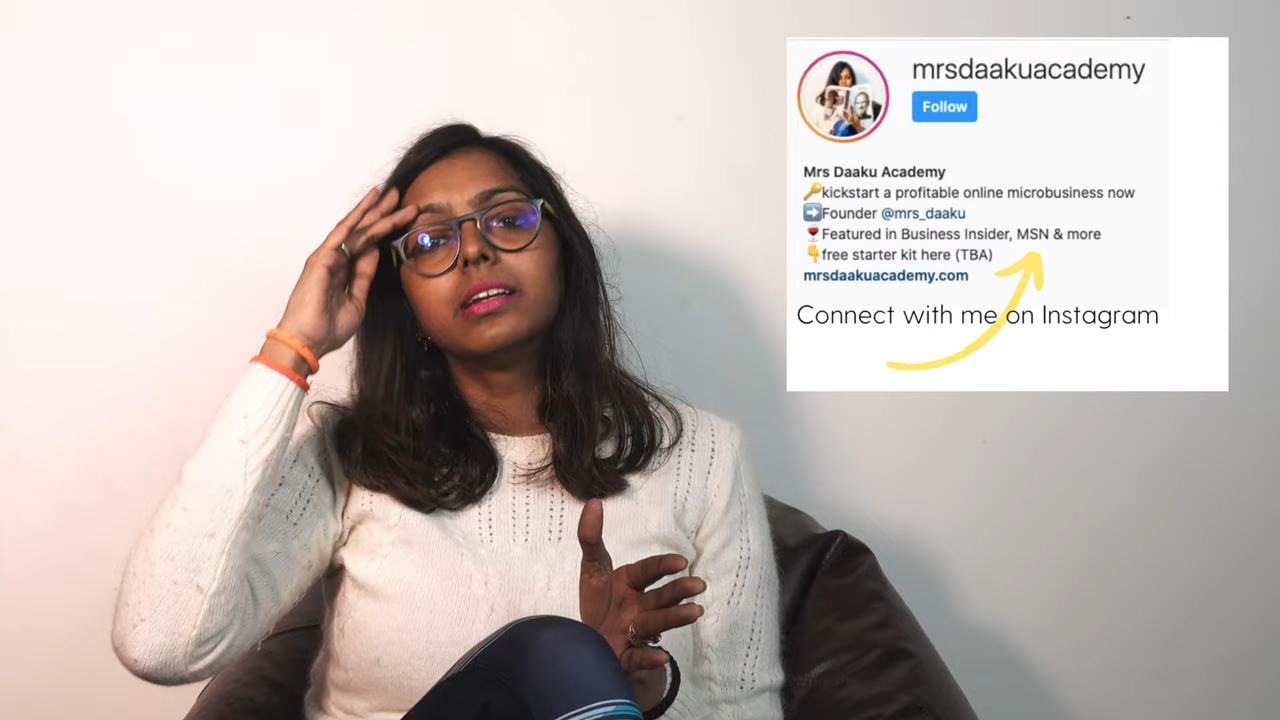 mrsdaakuacademy
Follow
Mrs Daaku Academy
🔑kickstart a profitable online microbusiness now
➡️Founder @mrs_daaku
🍷Featured in Business Insider, MSN & more
👇free starter kit here (TBA)
mrsdaakuacademy.com
Connect with me on Instagram